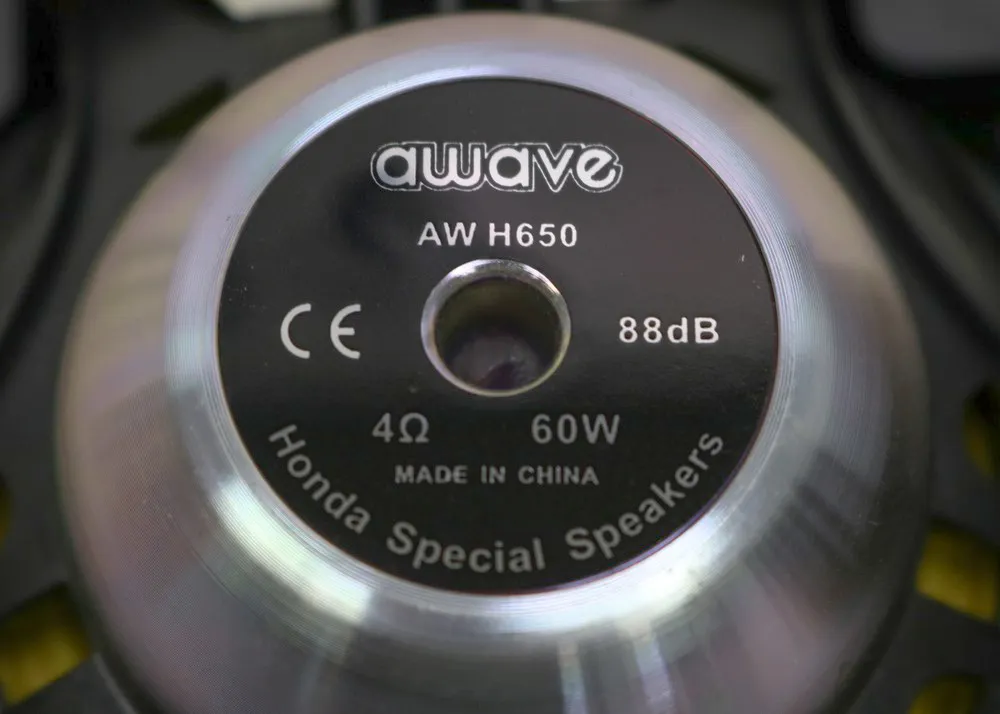 awave
AW H650
CE
88dB
4Ω 60W
MADE IN CHINA
Honda Special Speakers